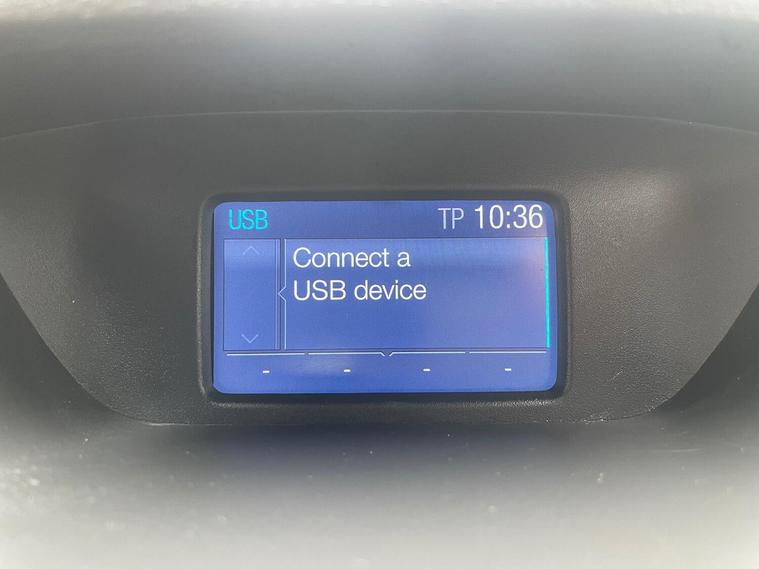 USB TP 10:36
Connect a
USB device
- - - -